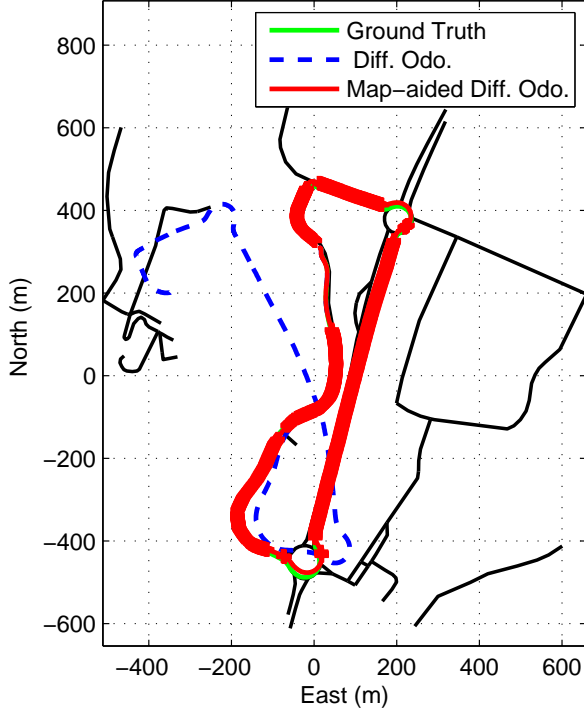 Ground Truth
Diff. Odo.
Map−aided Diff. Odo.
800
600
400
200
0
−200
−400
−600
North (m)
−400 −200 0 200 400 600
East (m)